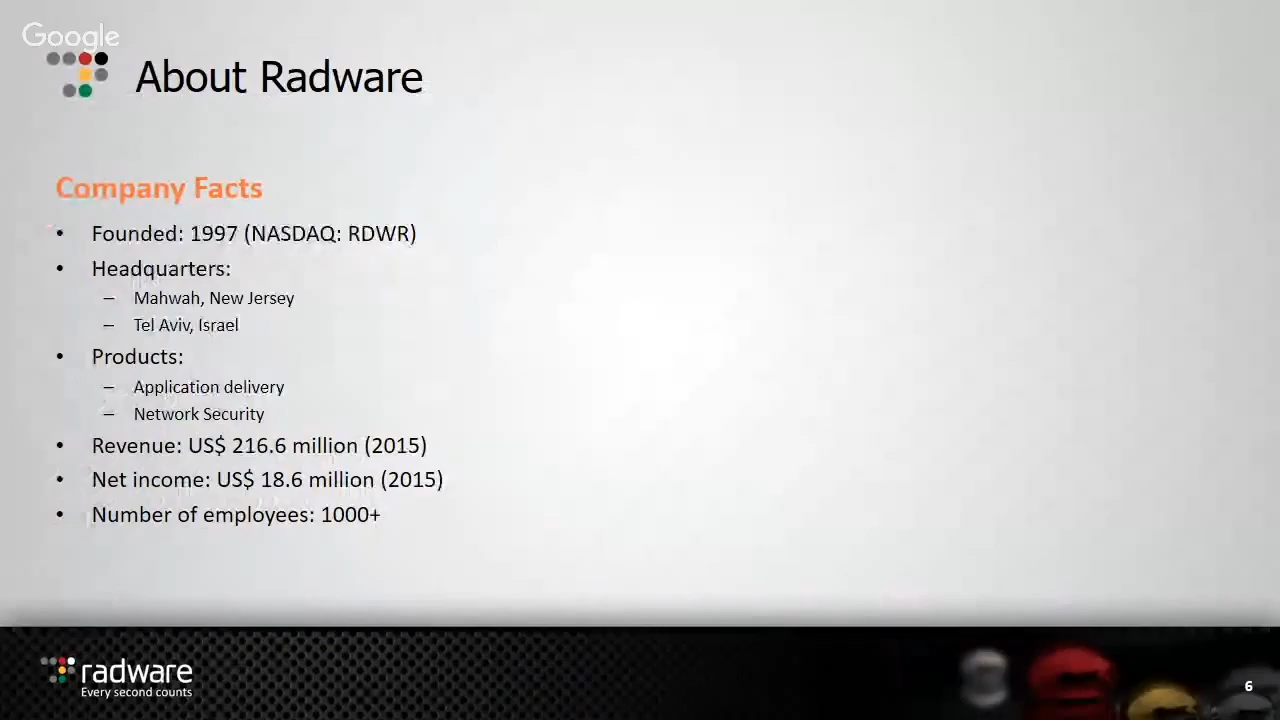 Google
About Radware
Company Facts
• Founded: 1997 (NASDAQ: RDWR)
• Headquarters:
– Mahwah, New Jersey
– Tel Aviv, Israel
• Products:
– Application delivery
– Network Security
• Revenue: US$ 216.6 million (2015)
• Net income: US$ 18.6 million (2015)
• Number of employees: 1000+
radware
Every second counts
6